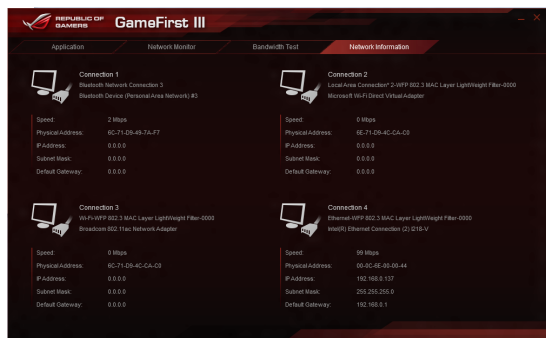 REPUBLIC OF
GAMERS
GameFirst III
Application
Network Monitor
Bandwidth Test
Network Information
Connection 1
Bluetooth Network Connection 3
Bluetooth Device (Personal Area Network) #3
Speed: 2 Mbps
Physical Address: 6C-71-D9-49-7A-F7
IP Address: 0.0.0.0
Subnet Mask: 0.0.0.0
Default Gateway: 0.0.0.0
Connection 2
Local Area Connection* 2-WFP 802.3 MAC Layer LightWeight Filter-0000
Microsoft Wi-Fi Direct Virtual Adapter
Speed: 0 Mbps
Physical Address: 6E-71-D9-4C-CA-C0
IP Address: 0.0.0.0
Subnet Mask: 0.0.0.0
Default Gateway: 0.0.0.0
Connection 3
Wi-Fi-WFP 802.3 MAC Layer LightWeight Filter-0000
Broadcom 802.11ac Network Adapter
Speed: 0 Mbps
Physical Address: 6C-71-D9-4C-CA-C0
IP Address: 0.0.0.0
Subnet Mask: 0.0.0.0
Default Gateway: 0.0.0.0
Connection 4
Ethernet-WFP 802.3 MAC Layer LightWeight Filter-0000
Intel(R) Ethernet Connection (2) I218-V
Speed: 99 Mbps
Physical Address: 00-0C-6E-00-00-44
IP Address: 192.168.0.137
Subnet Mask: 255.255.255.0
Default Gateway: 192.168.0.1